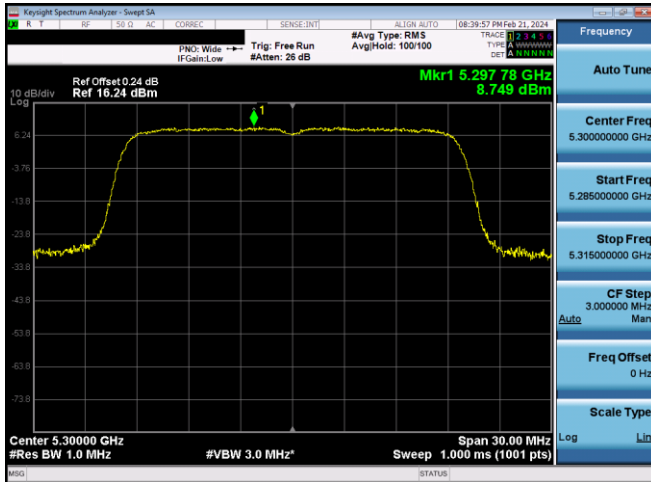 Keysight Spectrum Analyzer - Swept SA
R T RF 50 Ω AC CORREC SENSE:INT ALIGN AUTO 08:39:57 PM Feb 21, 2024
PNO: Wide
IFGain:Low
Trig: Free Run
#Atten: 26 dB
#Avg Type: RMS
Avg|Hold: 100/100
TRACE 1 2 3 4 5 6
TYPE A WWWWW
DET A N N N N N
Ref Offset 0.24 dB
10 dB/div Ref 16.24 dBm
Log
Mkr1 5.297 78 GHz
8.749 dBm
1
6.24
-3.76
-13.8
-23.8
-33.8
-43.8
-53.8
-63.8
-73.8
Center 5.30000 GHz Span 30.00 MHz
#Res BW 1.0 MHz #VBW 3.0 MHz* Sweep 1.000 ms (1001 pts)
MSG STATUS
Frequency
Auto Tune
Center Freq
5.300000000 GHz
Start Freq
5.285000000 GHz
Stop Freq
5.315000000 GHz
CF Step
3.000000 MHz
Auto Man
Freq Offset
0 Hz
Scale Type
Log Lin